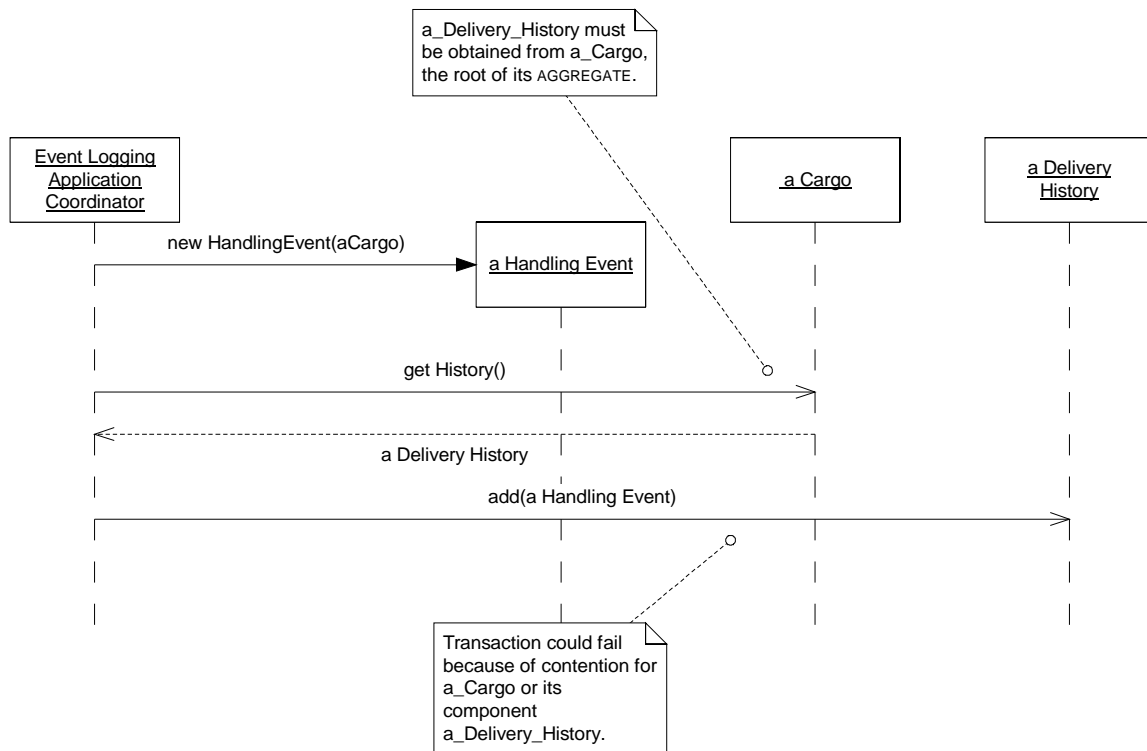 a_Delivery_History must
be obtained from a_Cargo,
the root of its AGGREGATE.
Event Logging
Application
Coordinator
a Cargo
a Delivery
History
new HandlingEvent(aCargo)
a Handling Event
get History()
a Delivery History
add(a Handling Event)
Transaction could fail
because of contention for
a_Cargo or its
component
a_Delivery_History.